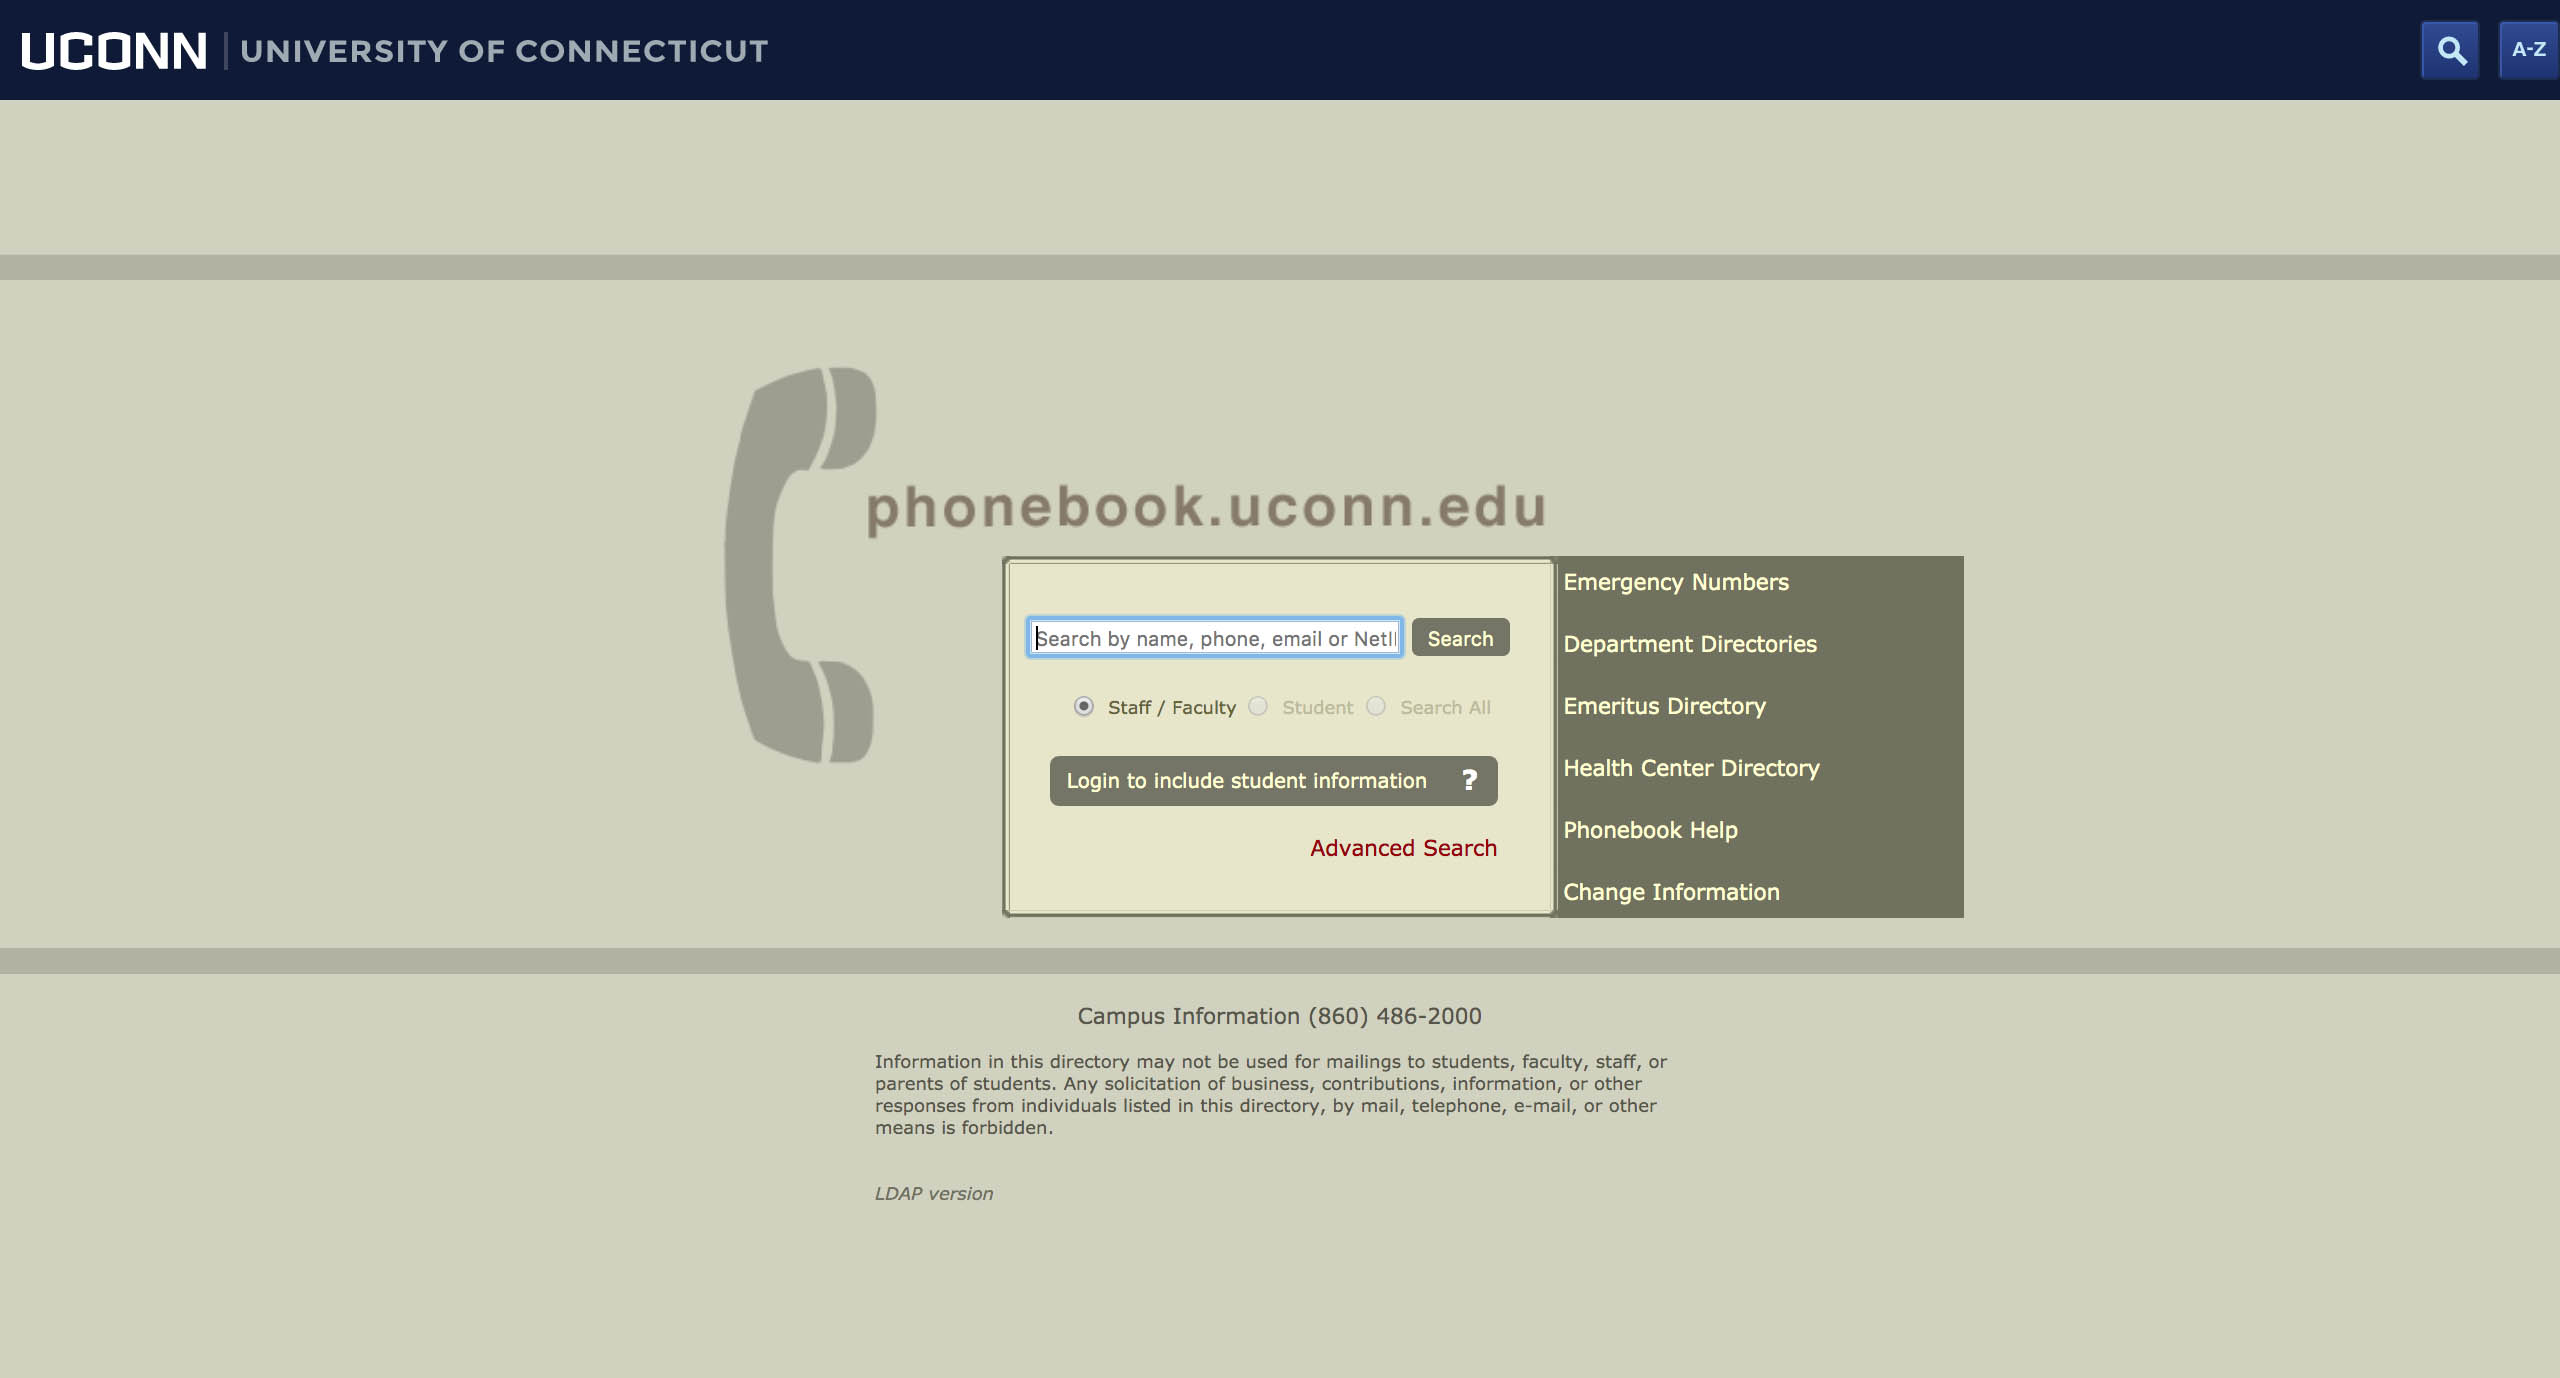 UCONN UNIVERSITY OF CONNECTICUT
A-Z
phonebook.uconn.edu
Search by name, phone, email or
Search
Staff / Faculty Student Search All
Login to include student information ?
Advanced Search
Emergency Numbers
Department Directories
Emeritus Directory
Health Center Directory
Phonebook Help
Change Information
Campus Information (860) 486-2000
Information in this directory may not be used for mailings to students, faculty, staff, or
parents of students. Any solicitation of business, contributions, information, or other
responses from individuals listed in this directory, by mail, telephone, e-mail, or other
means is forbidden.
LDAP version